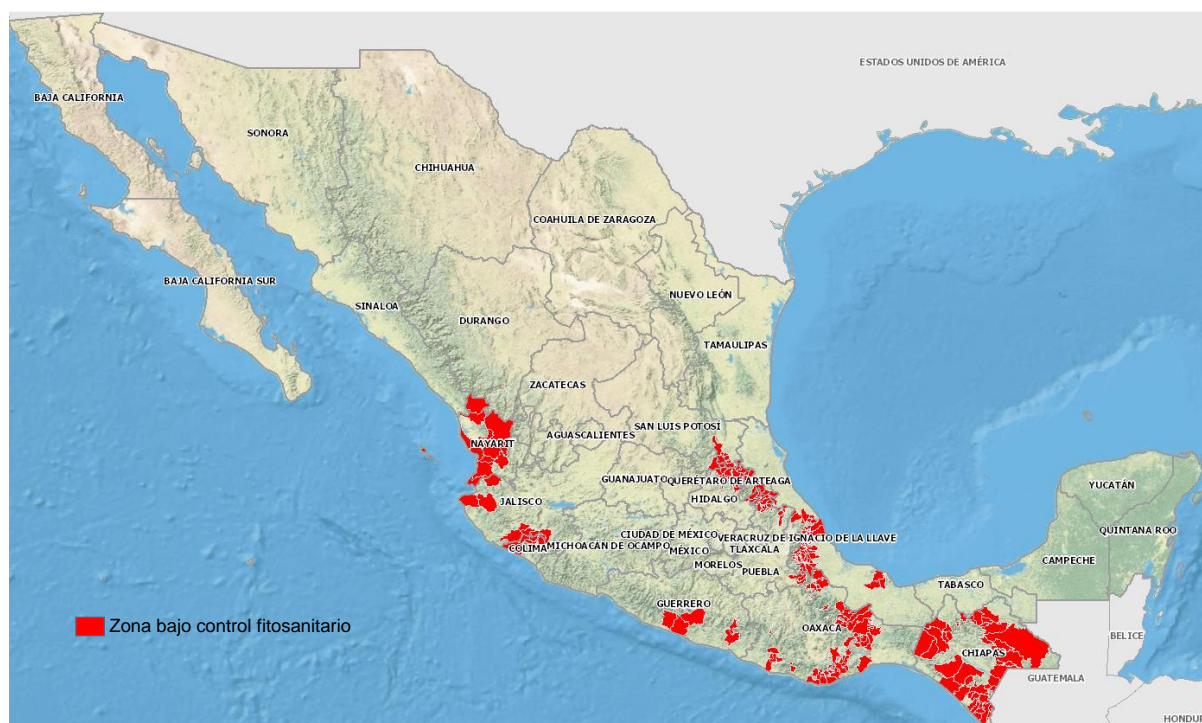 ESTADOS UNIDOS DE AMÉRICA
BAJA CALIFORNIA
SONORA
CHIHUAHUA
COAHUILA DE ZARAGOZA
BAJA CALIFORNIA SUR
NUEVO LEÓN
SINALOA
DURANGO
TAMAULIPAS
ZACATECAS
SAN LUIS POTOSÍ
AGUASCALIENTES
NAYARIT
GUANAJUATO
QUERÉTARO DE ARTEAGA
YUCATÁN
HIDALGO
JALISCO
QUINTANA ROO
CIUDAD DE MÉXICO
VERACRUZ DE IGNACIO DE LA LLAVE
COLIMA
MICHOACÁN DE OCAMPO
MÉXICO
TLAXCALA
CAMPECHE
MORELOS
PUEBLA
TABASCO
GUERRERO
Zona bajo control fitosanitario
OAXACA
BELICE
CHIAPAS
GUATEMALA
HONDU